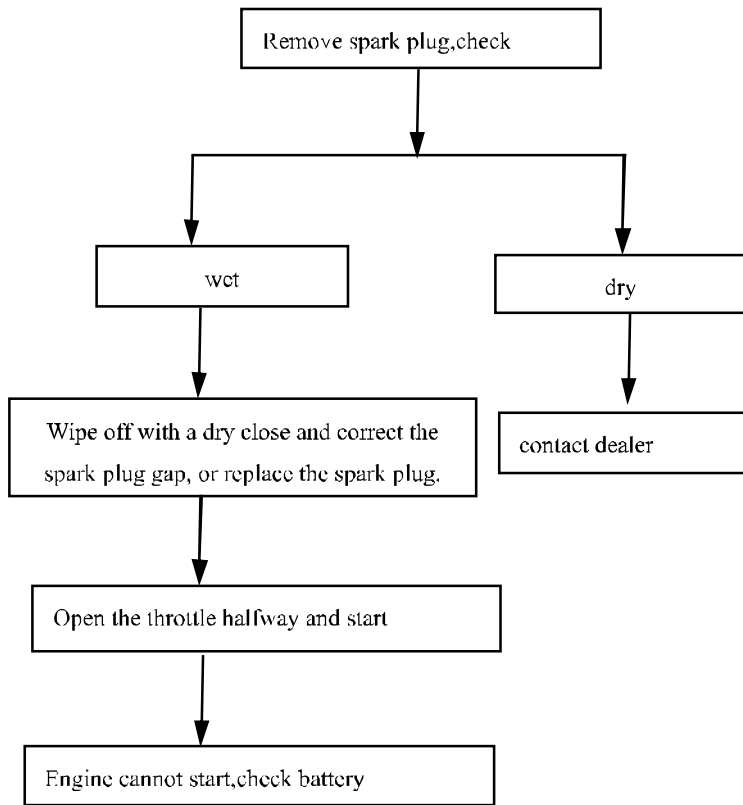 Remove spark plug,check
wet
dry
Wipe off with a dry close and correct the
spark plug gap, or replace the spark plug.
contact dealer
Open the throttle halfway and start
Engine cannot start,check battery